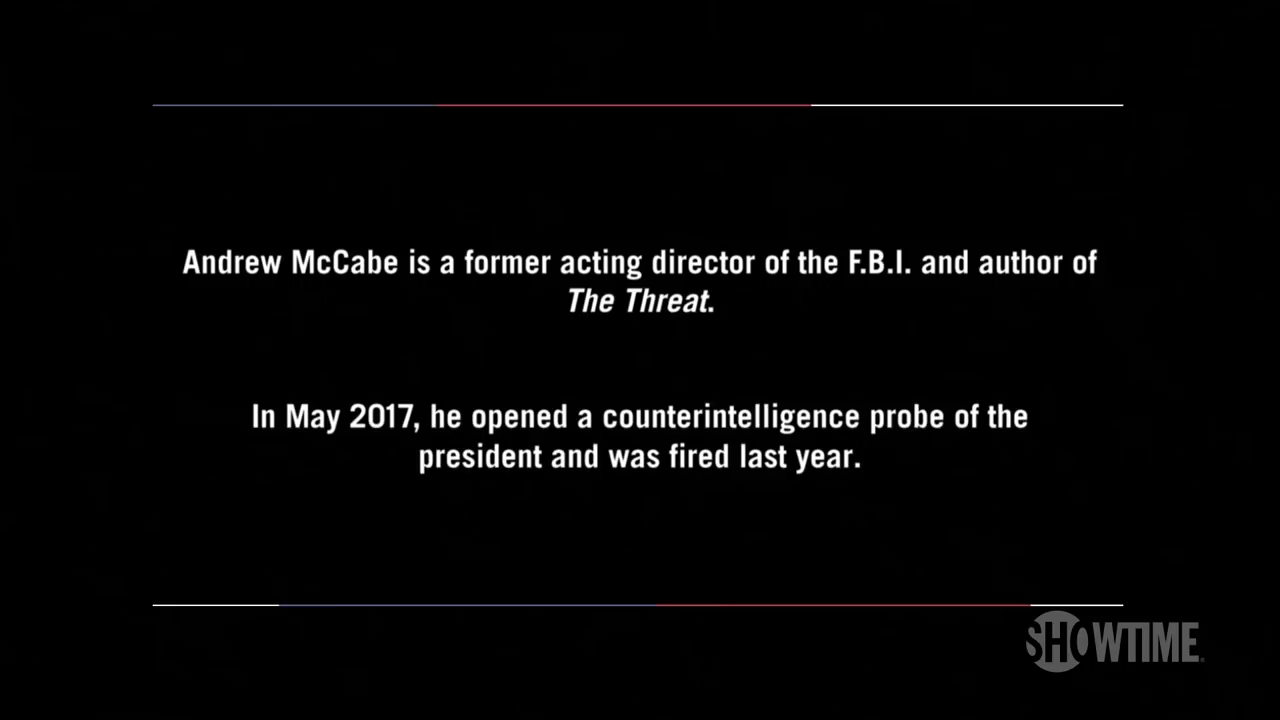 Andrew McCabe is a former acting director of the F.B.I. and author of
The Threat.
In May 2017, he opened a counterintelligence probe of the
president and was fired last year.
SHOWTIME